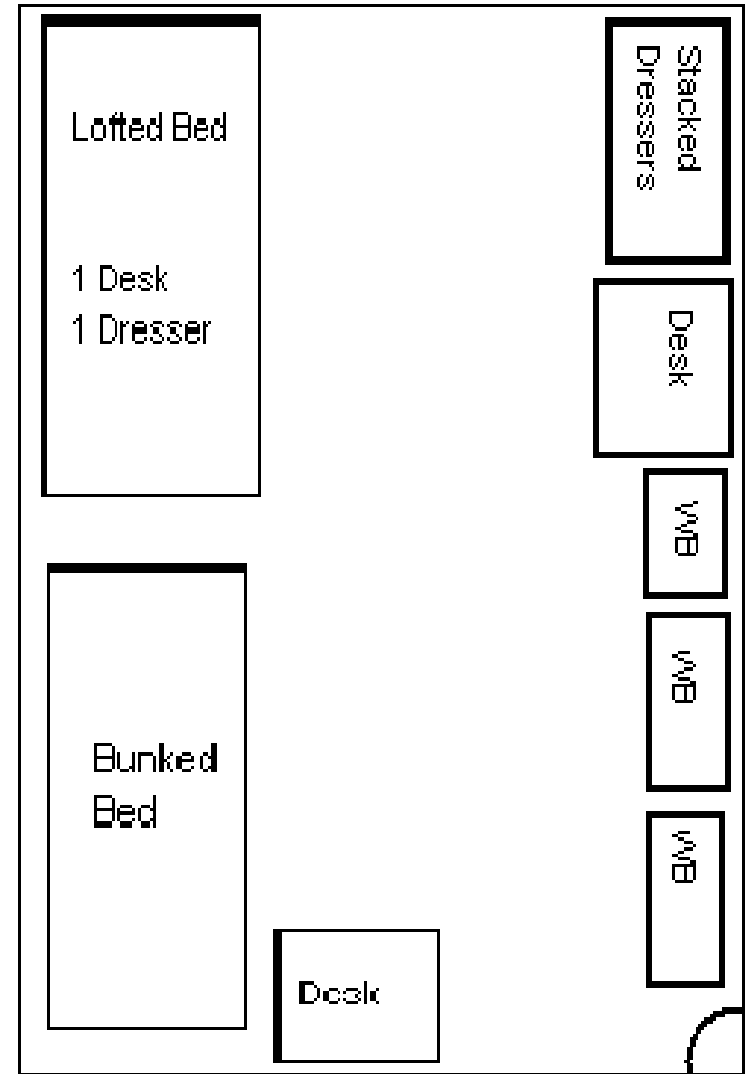 Lofted Bed
1 Desk
1 Dresser
Stacked
Dressers
Desk
WB
WB
WB
Bunked
Bed
Desk